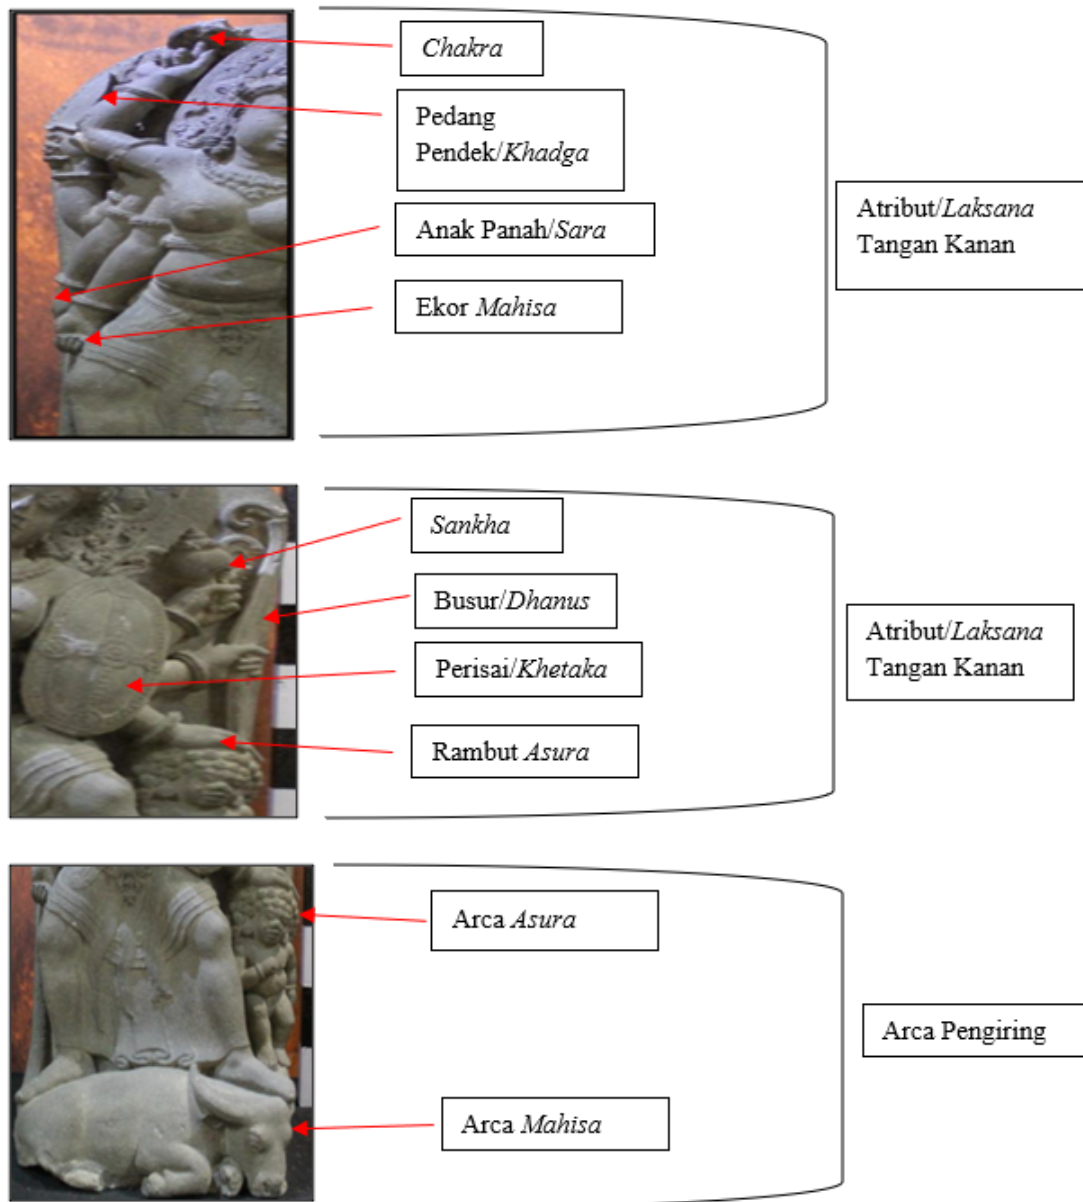 Chakra
Pedang
Pendek/Khadga
Anak Panah/Sara
Ekor Mahisa
Atribut/Laksana
Tangan Kanan
Sankha
Busur/Dhanus
Perisai/Khetaka
Rambut Asura
Atribut/Laksana
Tangan Kanan
Arca Asura
Arca Mahisa
Arca Pengiring